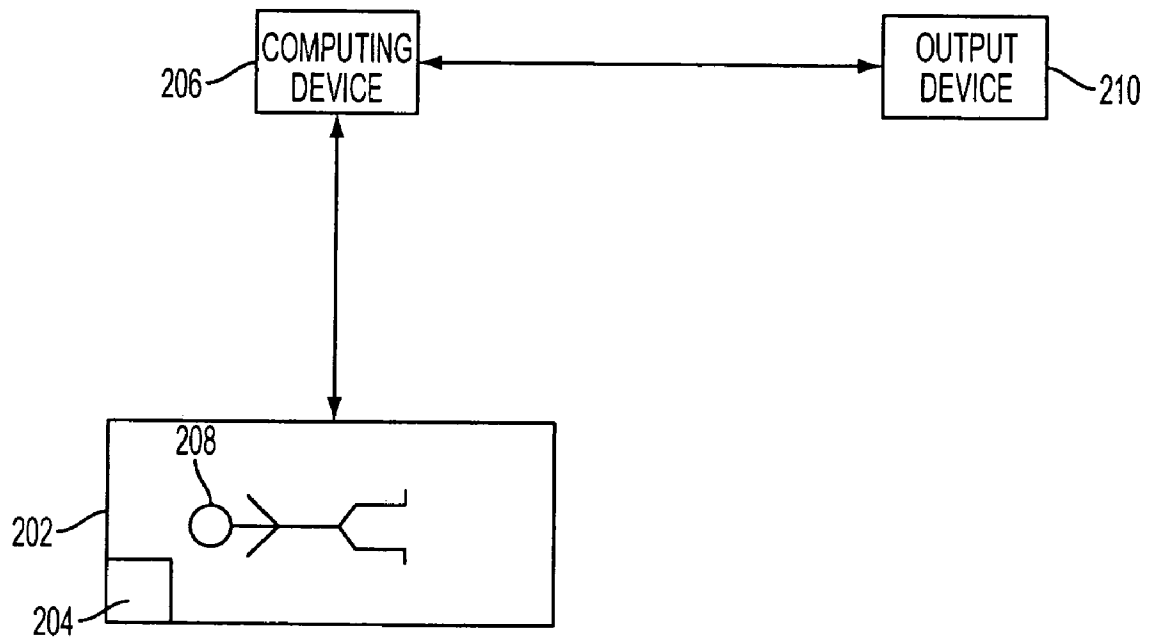 COMPUTING
DEVICE
206
OUTPUT
DEVICE
210
208
202
204